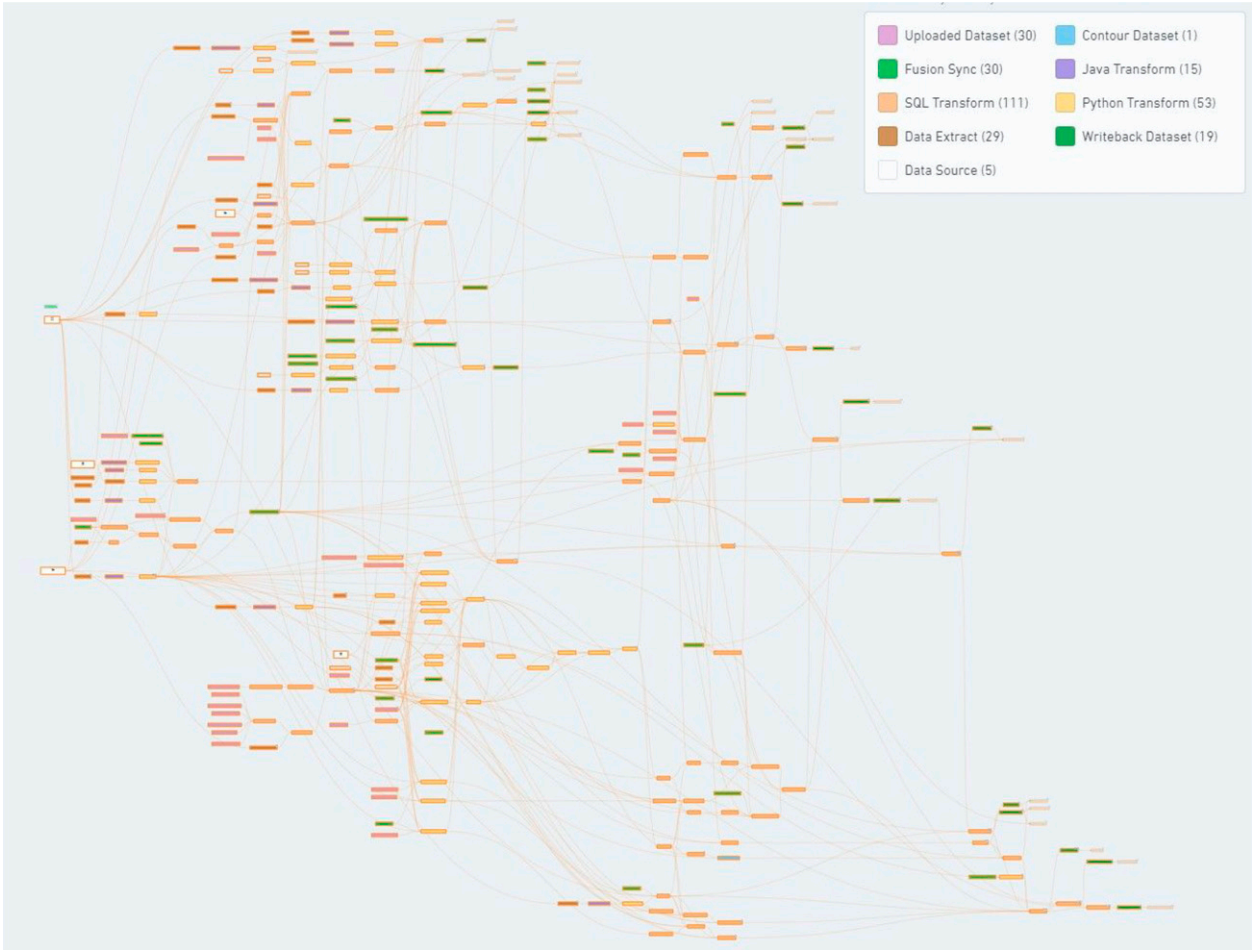 Uploaded Dataset (30)
Contour Dataset (1)
Fusion Sync (30)
Java Transform (15)
SQL Transform (111)
Python Transform (53)
Data Extract (29)
Writeback Dataset (19)
Data Source (5)